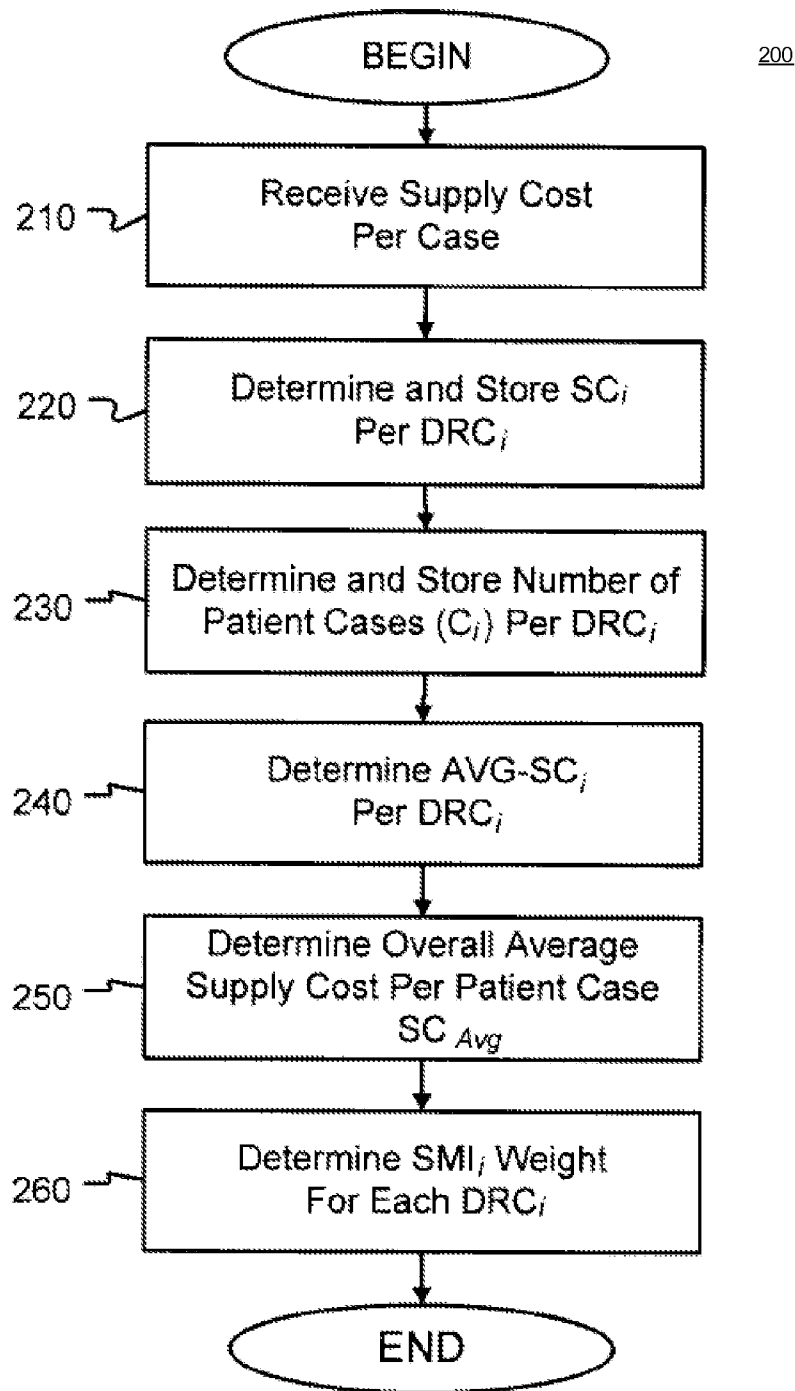 BEGIN
200
210
Receive Supply Cost
Per Case
220
Determine and Store SCi
Per DRCi
230
Determine and Store Number of
Patient Cases (Ci) Per DRCi
240
Determine AVG-SCi
Per DRCi
250
Determine Overall Average
Supply Cost Per Patient Case
SC Avg
260
Determine SMIi Weight
For Each DRCi
END